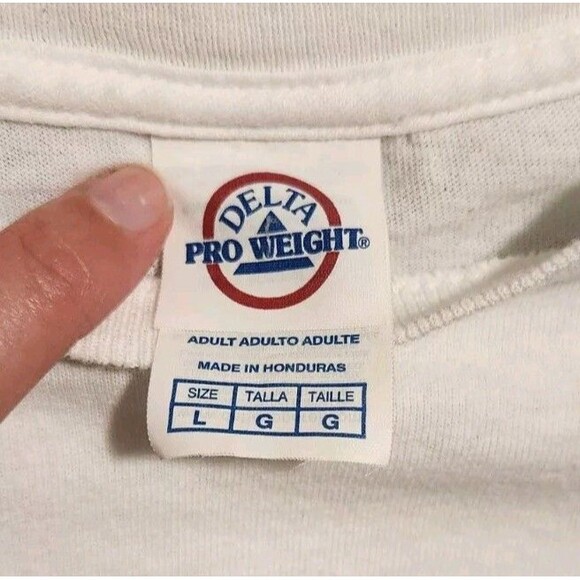 DELTA
PRO WEIGHT®
ADULT ADULTO ADULTE
MADE IN HONDURAS
SIZE TALLA TAILLE
L G G